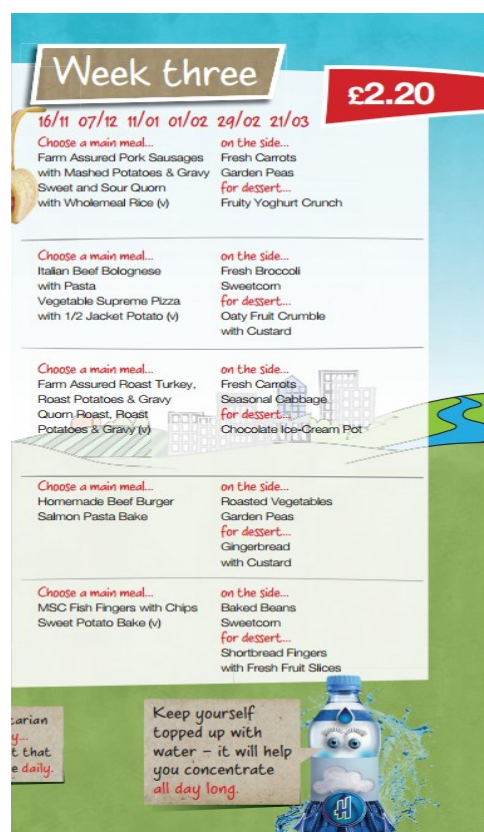 Week three
£2.20
16/11 07/12 11/01 01/02 29/02 21/03
Choose a main meal...
Farm Assured Pork Sausages
with Mashed Potatoes & Gravy
Sweet and Sour Quorn
with Wholemeal Rice (v)
on the side...
Fresh Carrots
Garden Peas
for dessert....
Fruity Yoghurt Crunch
Choose a main meal...
Italian Beef Bolognese
with Pasta
Vegetable Supreme Pizza
with 1/2 Jacket Potato (v)
on the side...
Fresh Broccoli
Sweetcorn
for dessert....
Oaty Fruit Crumble
with Custard
Choose a main meal...
Farm Assured Roast Turkey,
Roast Potatoes & Gravy
Quorn Roast, Roast
Potatoes & Gravy (v)
on the side...
Fresh Carrots
Seasonal Cabbage
for dessert....
Chocolate Ice-Cream Pot
Choose a main meal...
Homemade Beef Burger
Salmon Pasta Bake
on the side...
Roasted Vegetables
Garden Peas
for dessert....
Gingerbread
with Custard
Choose a main meal...
MSC Fish Fingers with Chips
Sweet Potato Bake (v)
on the side...
Baked Beans
Sweetcorn
for dessert....
Shortbread Fingers
with Fresh Fruit Slices
tarian
y...
t that
e daily.
Keep yourself
topped up with
water – it will help
you concentrate
all day long.
H